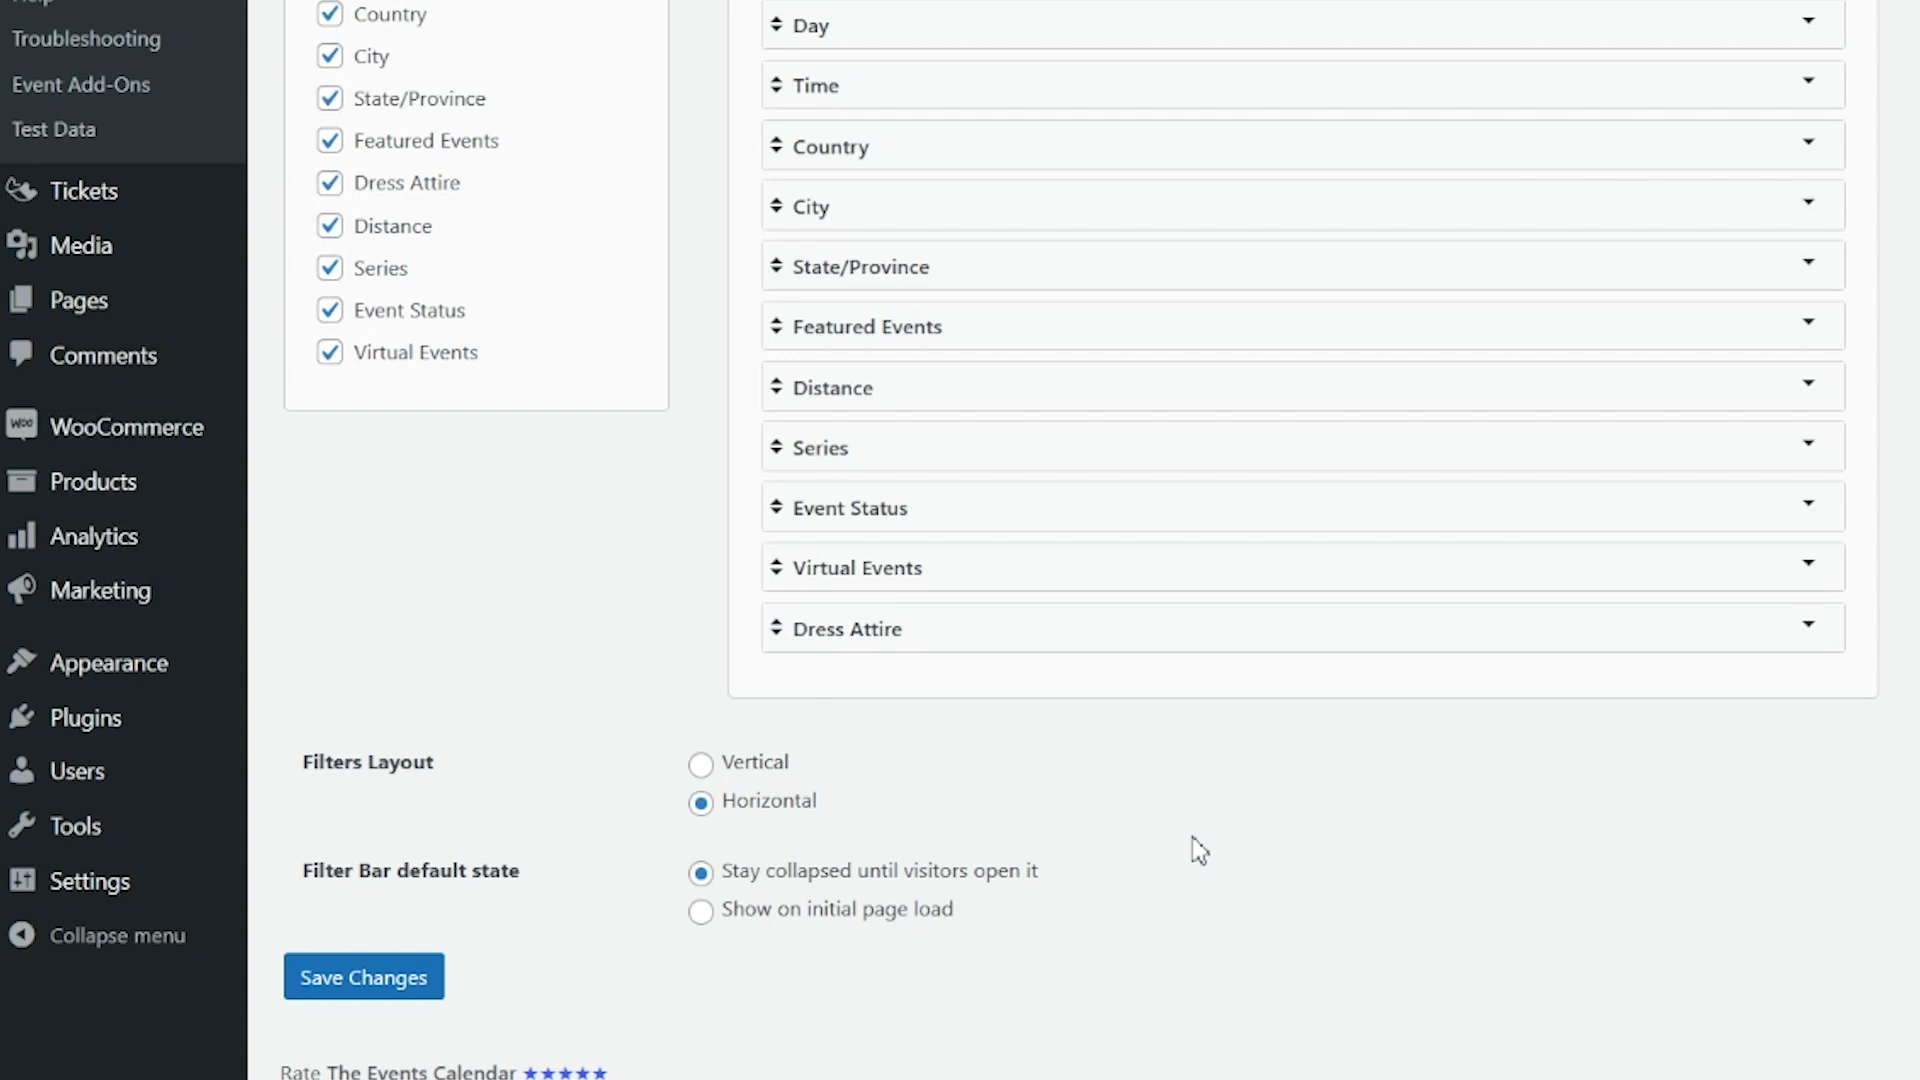 Help
Troubleshooting
Event Add-Ons
Test Data
Tickets
Media
Pages
Comments
Woo WooCommerce
Products
Analytics
Marketing
Appearance
Plugins
Users
Tools
Settings
Collapse menu
Country
City
State/Province
Featured Events
Dress Attire
Distance
Series
Event Status
Virtual Events
Day
Time
Country
City
State/Province
Featured Events
Distance
Series
Event Status
Virtual Events
Dress Attire
Filters Layout
Vertical
Horizontal
Filter Bar default state
Stay collapsed until visitors open it
Show on initial page load
Save Changes
Rate The Events Calendar ★★★★★